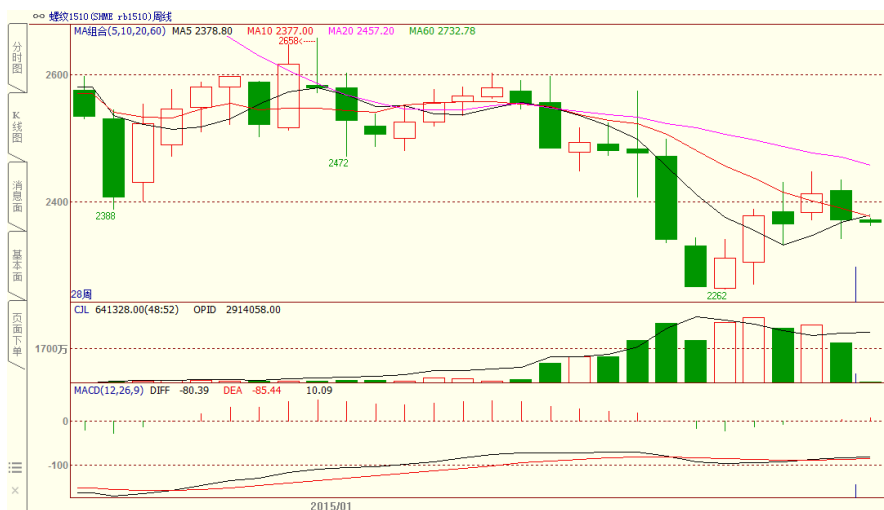 螺纹1510(SHME rb1510)周线
MA组合(5,10,20,60) MA5 2378.80 MA10 2377.00 MA20 2457.20 MA60 2732.78
2658
2600
2472
2400
2388
2262
28周
CJL 641328.00(48:52) OPID 2914058.00
1700万
MACD(12,26,9) DIFF -80.39 DEA -85.44 10.09
0
-100
2015/01
分时图
K线图
消息面
基本面
页面下单